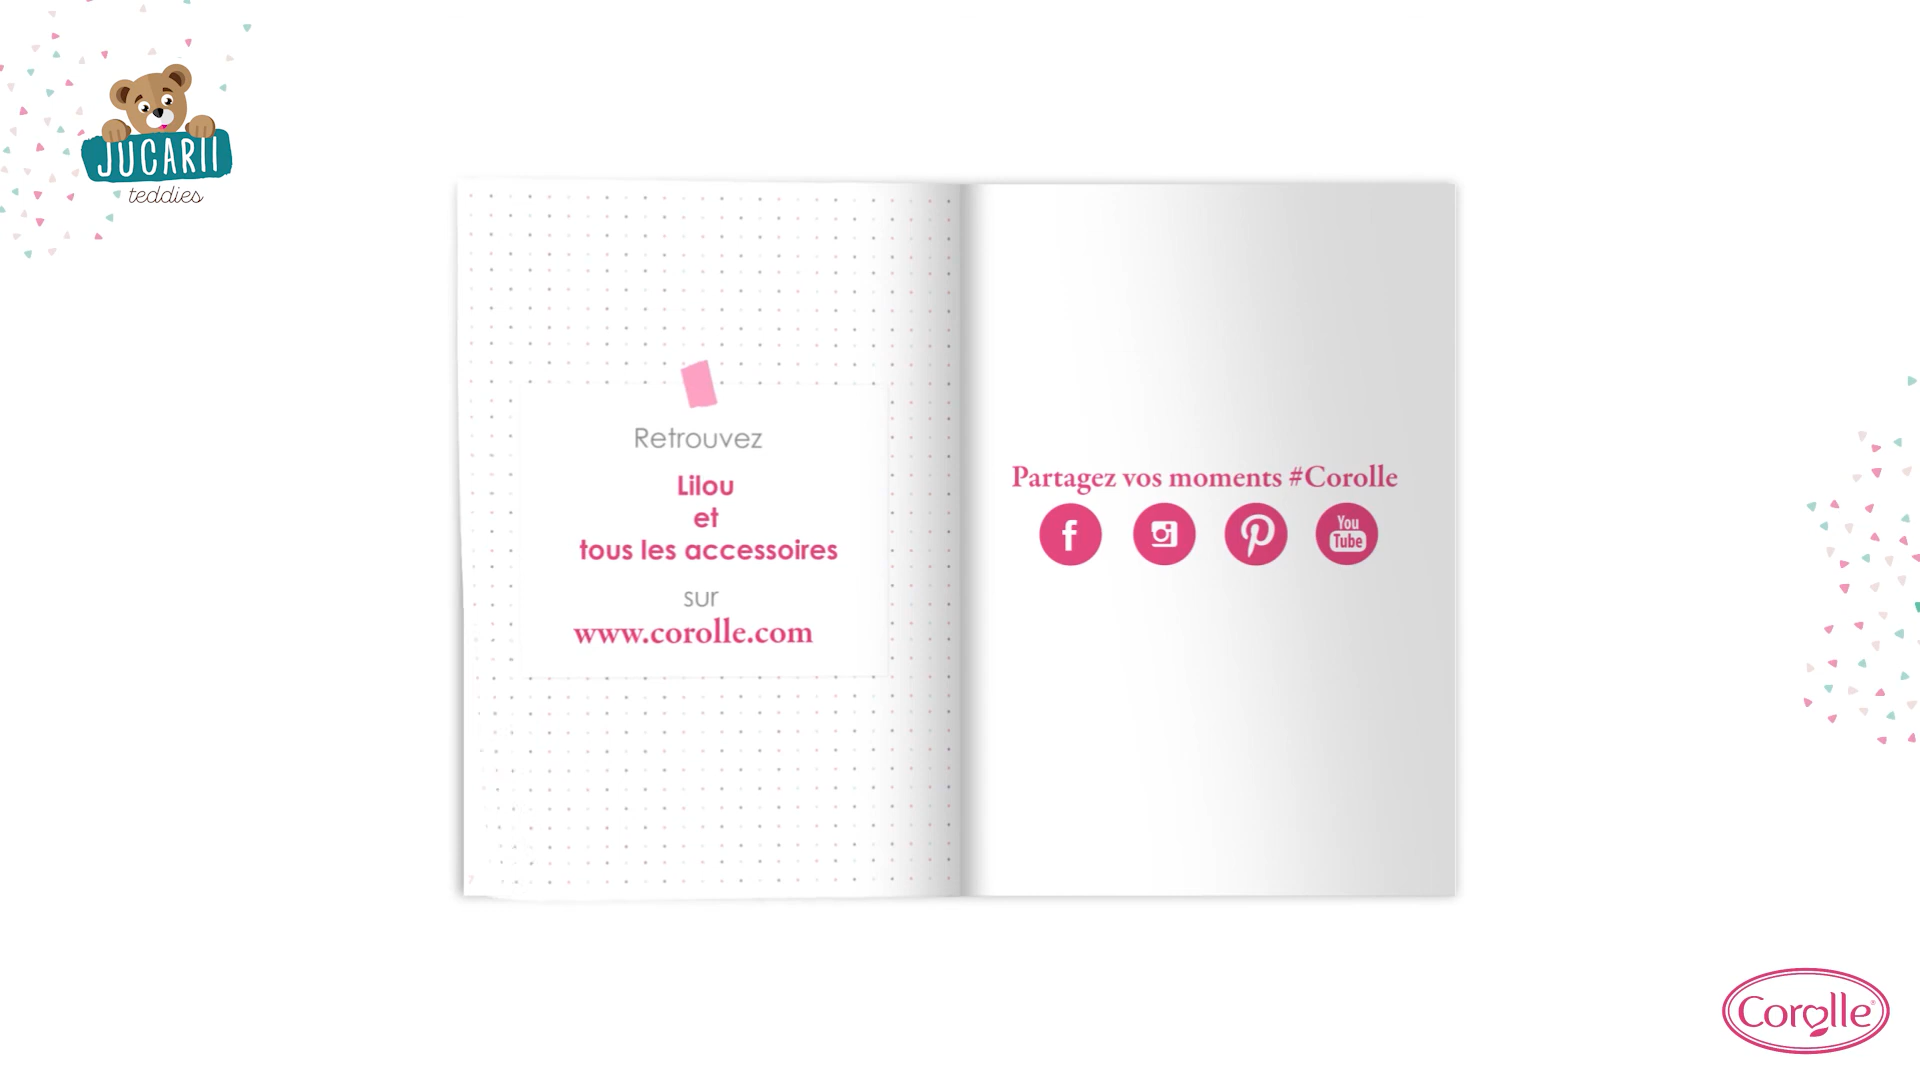 JUCARII
teddies
Retrouvez
Lilou
et
tous les accessoires
sur
www.corolle.com
Partagez vos moments #Corolle
You
Tube
Corolle